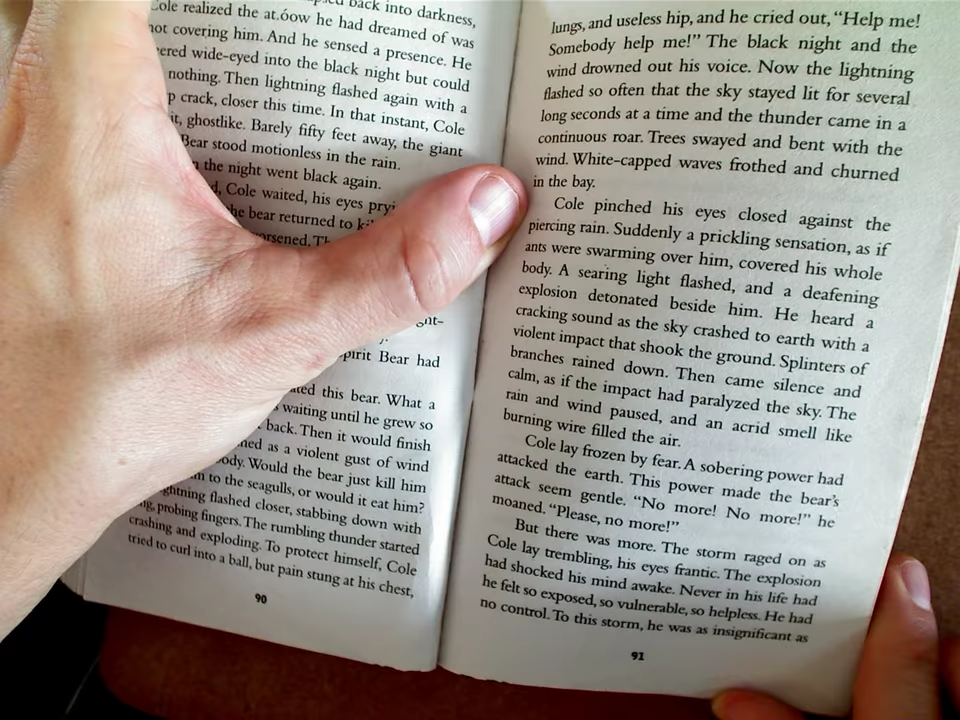 back into darkness,
Cole realized the at.óow he had dreamed of was
not covering him. And he sensed a presence. He
wide-eyed into the black night but could
nothing. Then lightning flashed again with a
crack, closer this time. In that instant, Cole
it, ghostlike. Barely fifty feet away, the giant
Bear stood motionless in the rain.
the night went black again.
Cole waited, his eyes
the bear returned to
pirit Bear had
this bear. What a
waiting until he grew so
back. Then it would finish
as a violent gust of wind
Would the bear just kill him
to the seagulls, or would it eat him?
flashed closer, stabbing down with
probing fingers. The rumbling thunder started
crashing and exploding. To protect himself, Cole
tried to curl into a ball, but pain stung at his chest,
90
lungs, and useless hip, and he cried out, “Help me!
Somebody help me!” The black night and the
wind drowned out his voice. Now the lightning
flashed so often that the sky stayed lit for several
long seconds at a time and the thunder came in a
continuous roar. Trees swayed and bent with the
wind. White-capped waves frothed and churned
in the bay.
Cole pinched his eyes closed against the
piercing rain. Suddenly a prickling sensation, as if
ants were swarming over him, covered his whole
body. A searing light flashed, and a deafening
explosion detonated beside him. He heard a
cracking sound as the sky crashed to earth with a
violent impact that shook the ground. Splinters of
branches rained down. Then came silence and
calm, as if the impact had paralyzed the sky. The
rain and wind paused, and an acrid smell like
burning wire filled the air.
Cole lay frozen by fear. A sobering power had
attacked the earth. This power made the bear’s
attack seem gentle. “No more! No more!” he
moaned. “Please, no more!”
But there was more. The storm raged on as
Cole lay trembling, his eyes frantic. The explosion
had shocked his mind awake. Never in his life had
he felt so exposed, so vulnerable, so helpless. He had
no control. To this storm, he was as insignificant as
91